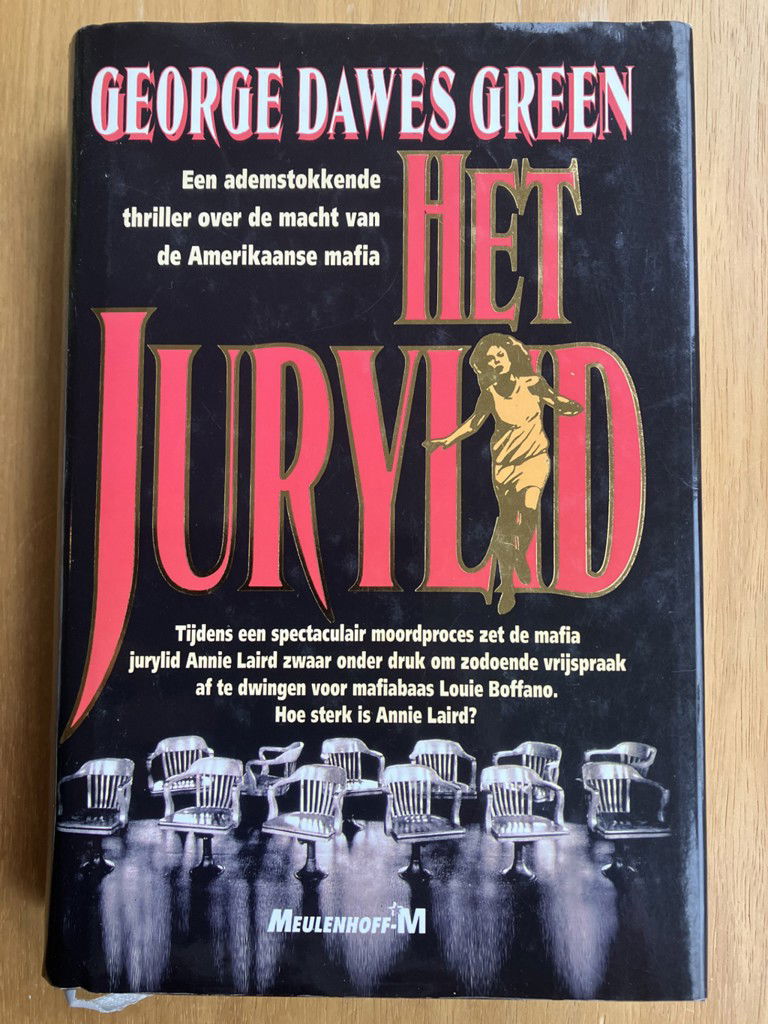 GEORGE DAWES GREEN
Een ademstokkende
thriller over de macht van
de Amerikaanse mafia
HET
JURYLID
Tijdens een spectaculair moordproces zet de mafia
jurylid Annie Laird zwaar onder druk om zodoende vrijspraak
af te dwingen voor mafiabaas Louie Boffano.
Hoe sterk is Annie Laird?
MEULENHOFF-M